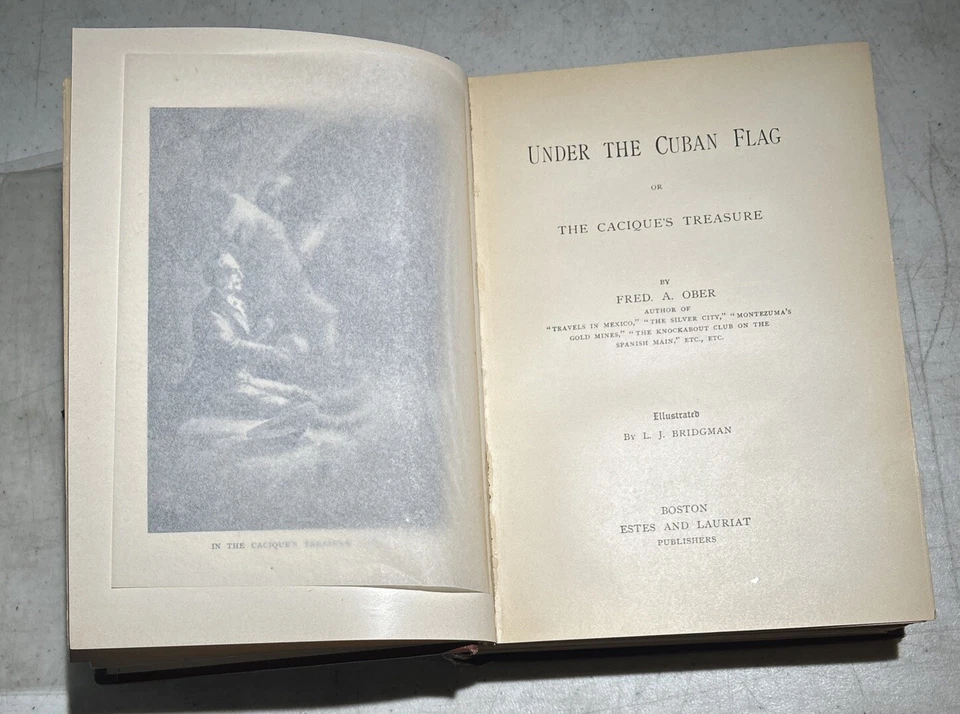 IN THE CACIQUE'S TREASURE
UNDER THE CUBAN FLAG
OR
THE CACIQUE'S TREASURE
BY
FRED. A. OBER
AUTHOR OF
"TRAVELS IN MEXICO," "THE SILVER CITY," "MONTEZUMA'S
GOLD MINES," "THE KNOCKABOUT CLUB ON THE
SPANISH MAIN," ETC., ETC.
Illustrated
BY L. J. BRIDGMAN
BOSTON
ESTES AND LAURIAT
PUBLISHERS